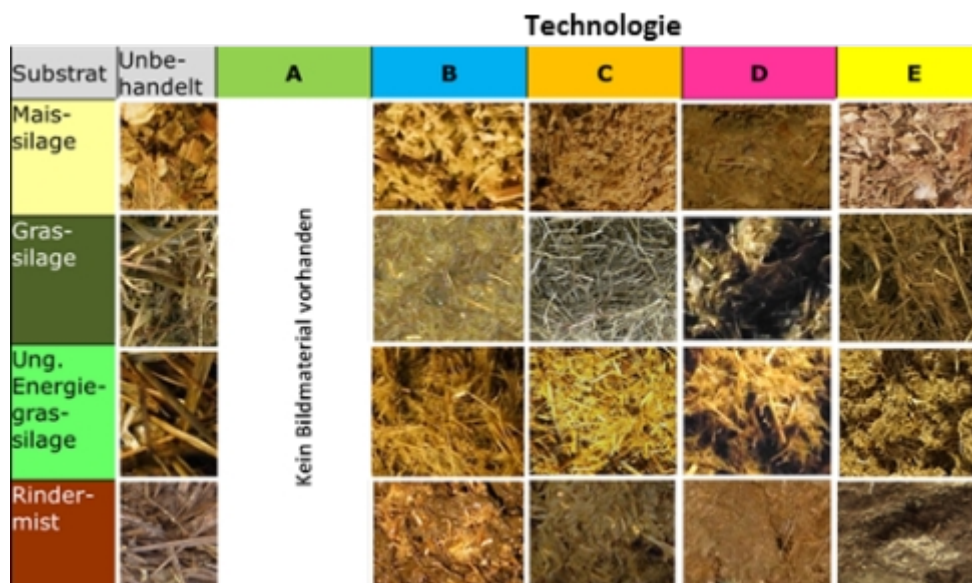 Technologie
Substrat
Unbe-
handelt
A
B
C
D
E
Mais-
silage
Kein Bildmaterial vorhanden
Gras-
silage
Ung.
Energie-
gras-
silage
Rinder-
mist